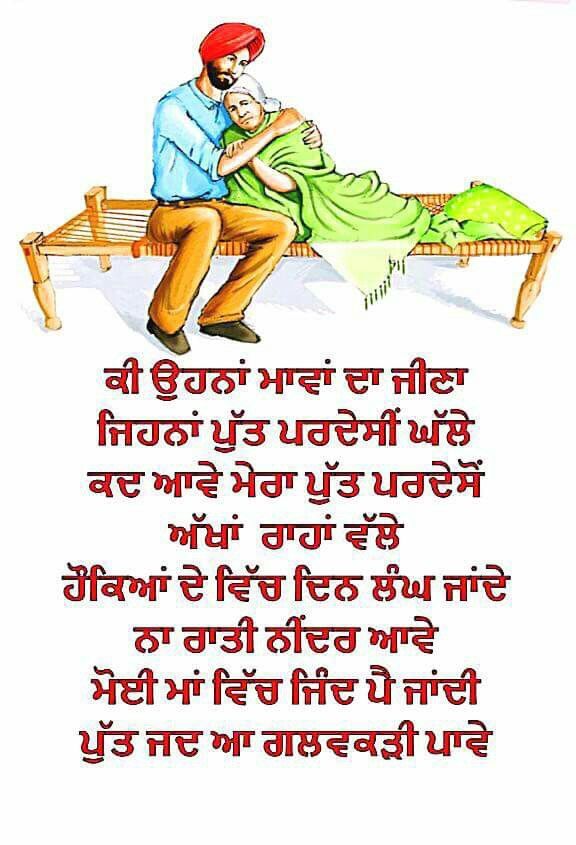 ਕੀ ਉਹਨਾਂ ਮਾਵਾਂ ਦਾ ਜੀਣਾ
ਜਿਹਨਾਂ ਪੁੱਤ ਪਰਦੇਸੀਂ ਘੱਲੇ
ਕਦ ਆਵੇ ਮੇਰਾ ਪੁੱਤ ਪਰਦੇਸੋਂ
ਅੱਖਾਂ ਰਾਹਾਂ ਵੱਲੇ
ਹੌਕਿਆਂ ਦੇ ਵਿੱਚ ਦਿਨ ਲੰਘ ਜਾਂਦੇ
ਨਾ ਰਾਤੀ ਨੀਂਦਰ ਆਵੇ
ਮੋਈ ਮਾਂ ਵਿੱਚ ਜਿੰਦ ਪੈ ਜਾਂਦੀ
ਪੁੱਤ ਜਦ ਆ ਗਲਵਕੜੀ ਪਾਵੇ